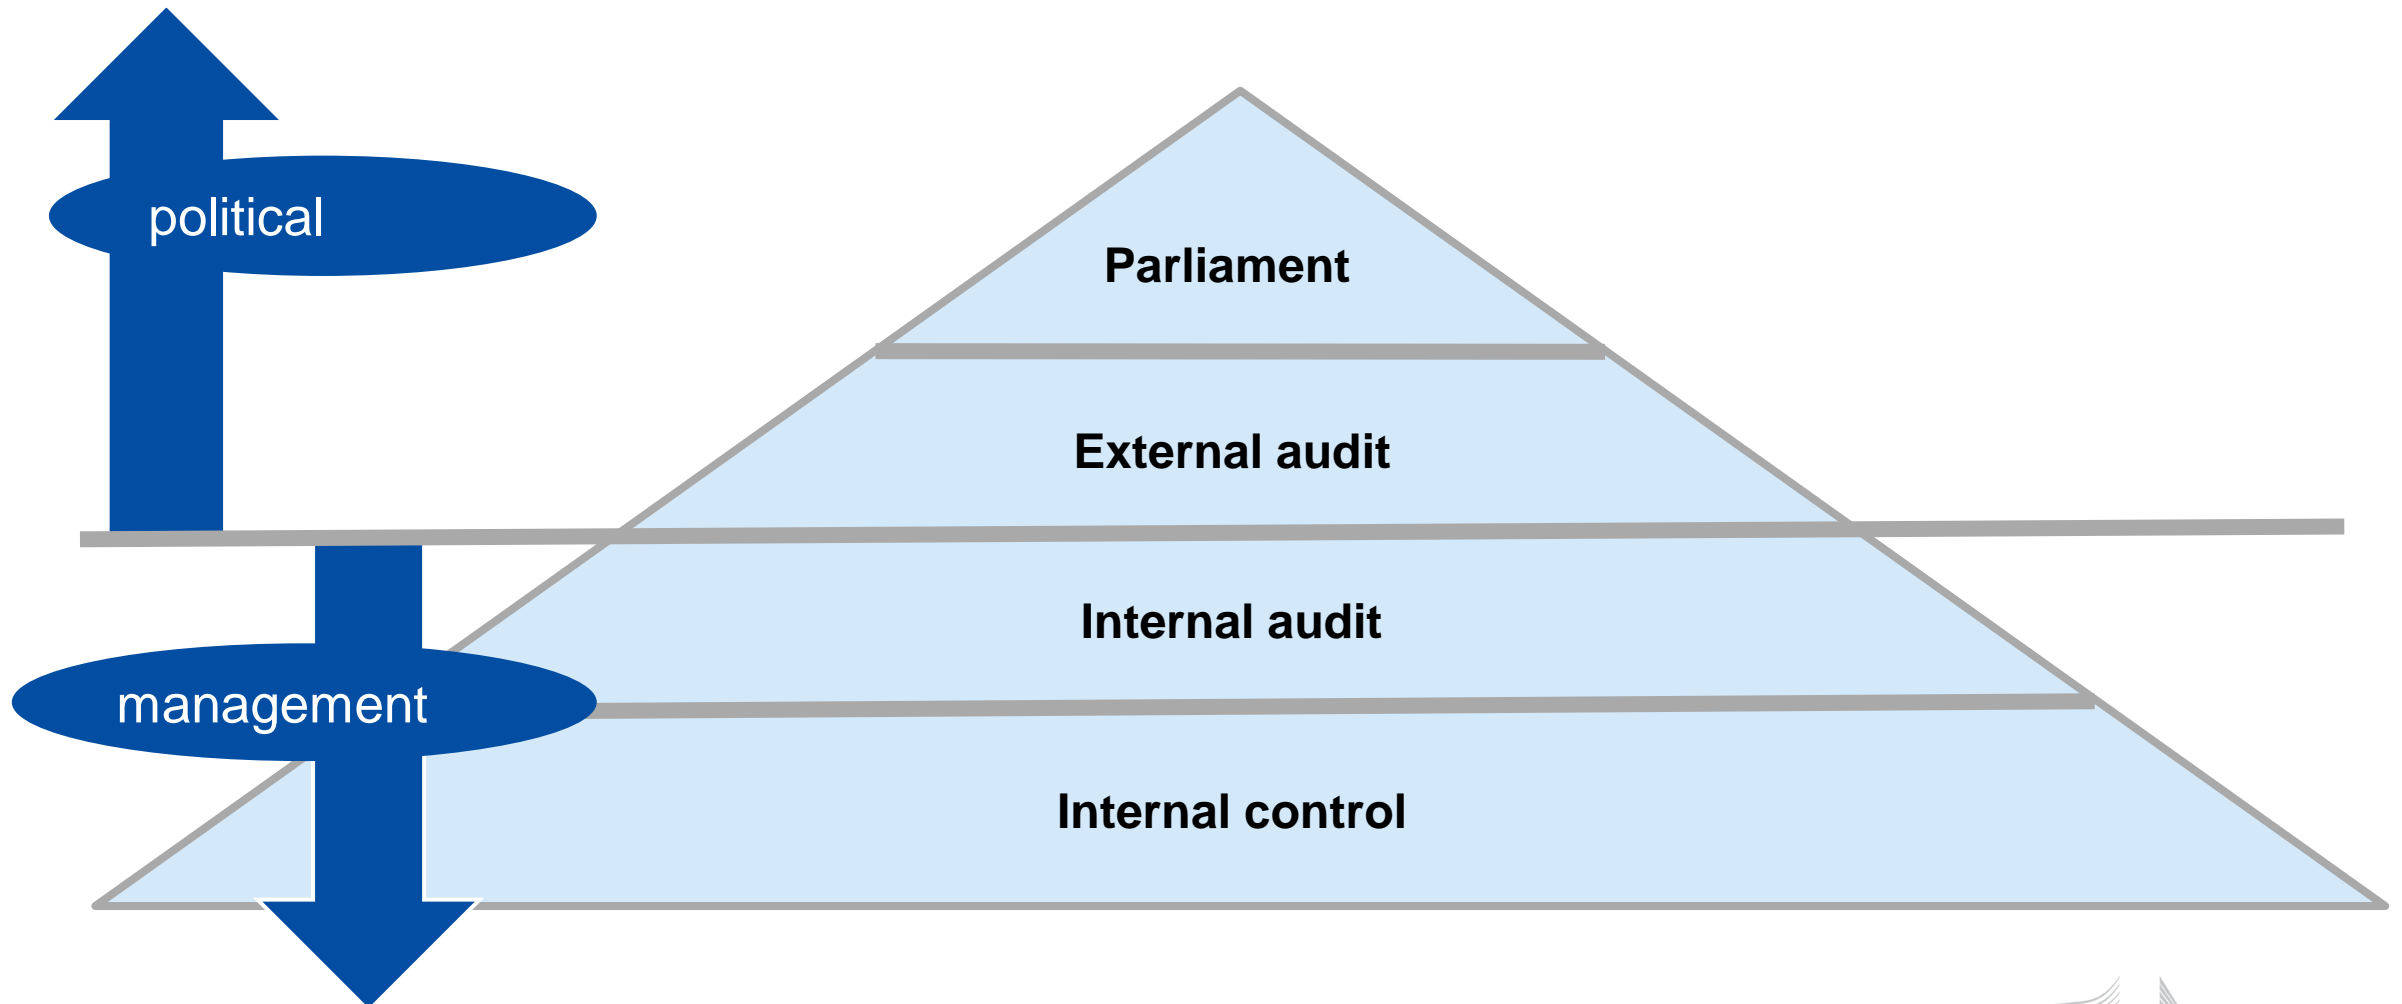 political
Parliament
External audit
Internal audit
management
Internal control